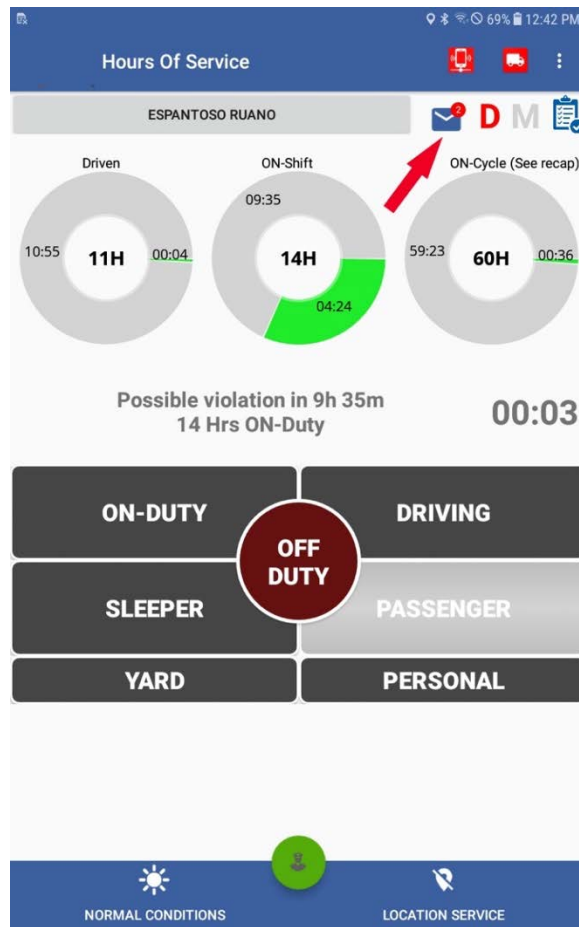 69% 12:42 PM
Hours Of Service
ESPANTOSO RUANO
2
D M
Driven
ON-Shift
ON-Cycle (See recap)
10:55 11H 00:04
09:35
14H
04:24
59:23 60H 00:36
Possible violation in 9h 35m
14 Hrs ON-Duty
00:03
ON-DUTY
DRIVING
OFF
DUTY
SLEEPER
PASSENGER
YARD
PERSONAL
NORMAL CONDITIONS
LOCATION SERVICE